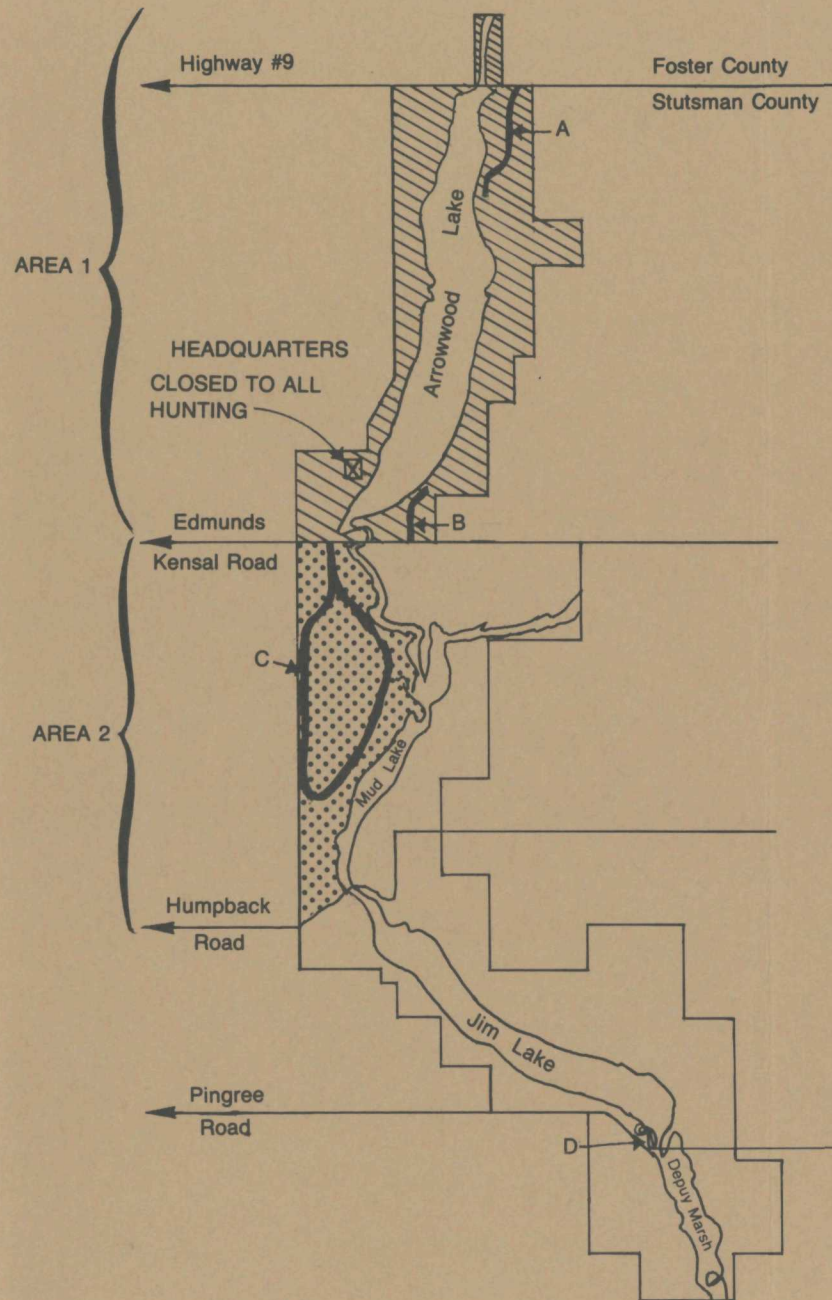 Highway #9
Foster County
Stutsman County
A
Lake
AREA 1
Arrowwood
HEADQUARTERS
CLOSED TO ALL
HUNTING
Edmunds
B
Kensal Road
C
AREA 2
Mud Lake
Humpback
Road
Jim Lake
Pingree
Road
D
Depuy Marsh